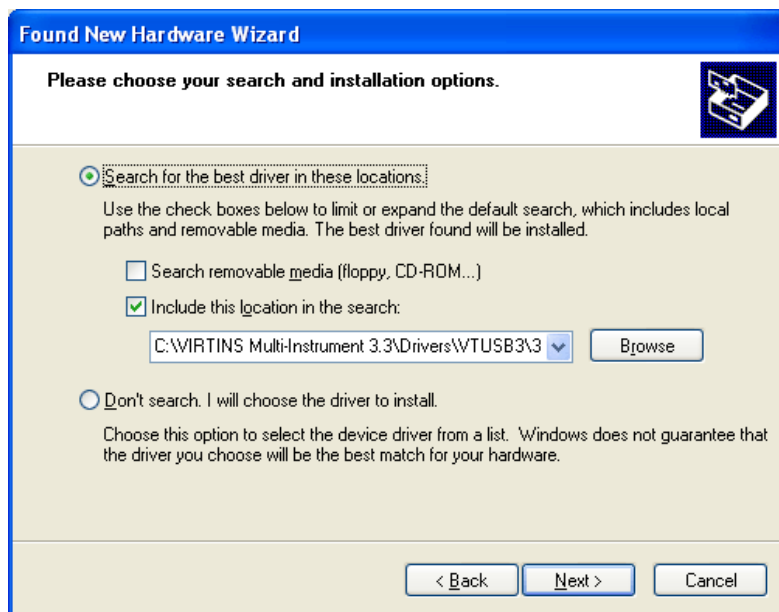 Found New Hardware Wizard
Please choose your search and installation options.
Search for the best driver in these locations.
Use the check boxes below to limit or expand the default search, which includes local
paths and removable media. The best driver found will be installed.
Search removable media (floppy, CD-ROM...)
Include this location in the search:
C:\VIRTINS Multi-Instrument 3.3\Drivers\VTUSB3\3
Browse
Don't search. I will choose the driver to install.
Choose this option to select the device driver from a list. Windows does not guarantee that
the driver you choose will be the best match for your hardware.
< Back
Next >
Cancel